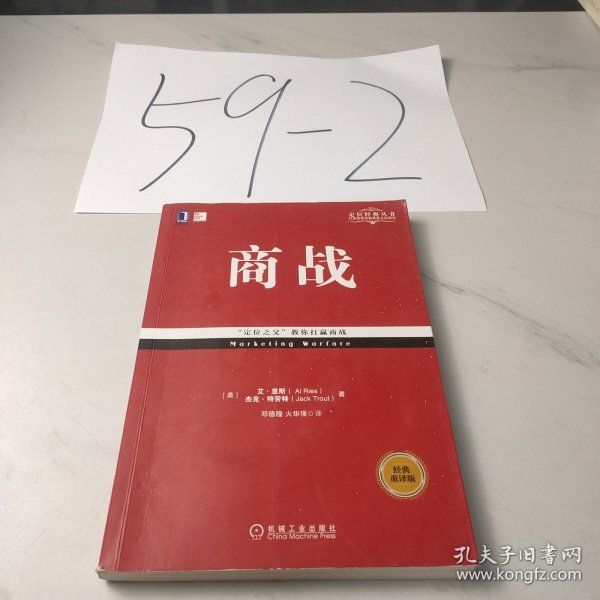 59-2
定位经典丛书
商战
“定位之父”教你打赢商战
Marketing Warfare
[美] 艾·里斯（Al Ries）
杰克·特劳特（Jack Trout） 著
邓德隆 火华强 译
经典
重译版
机械工业出版社
China Machine Press
孔夫子旧书网
www.kongfz.com